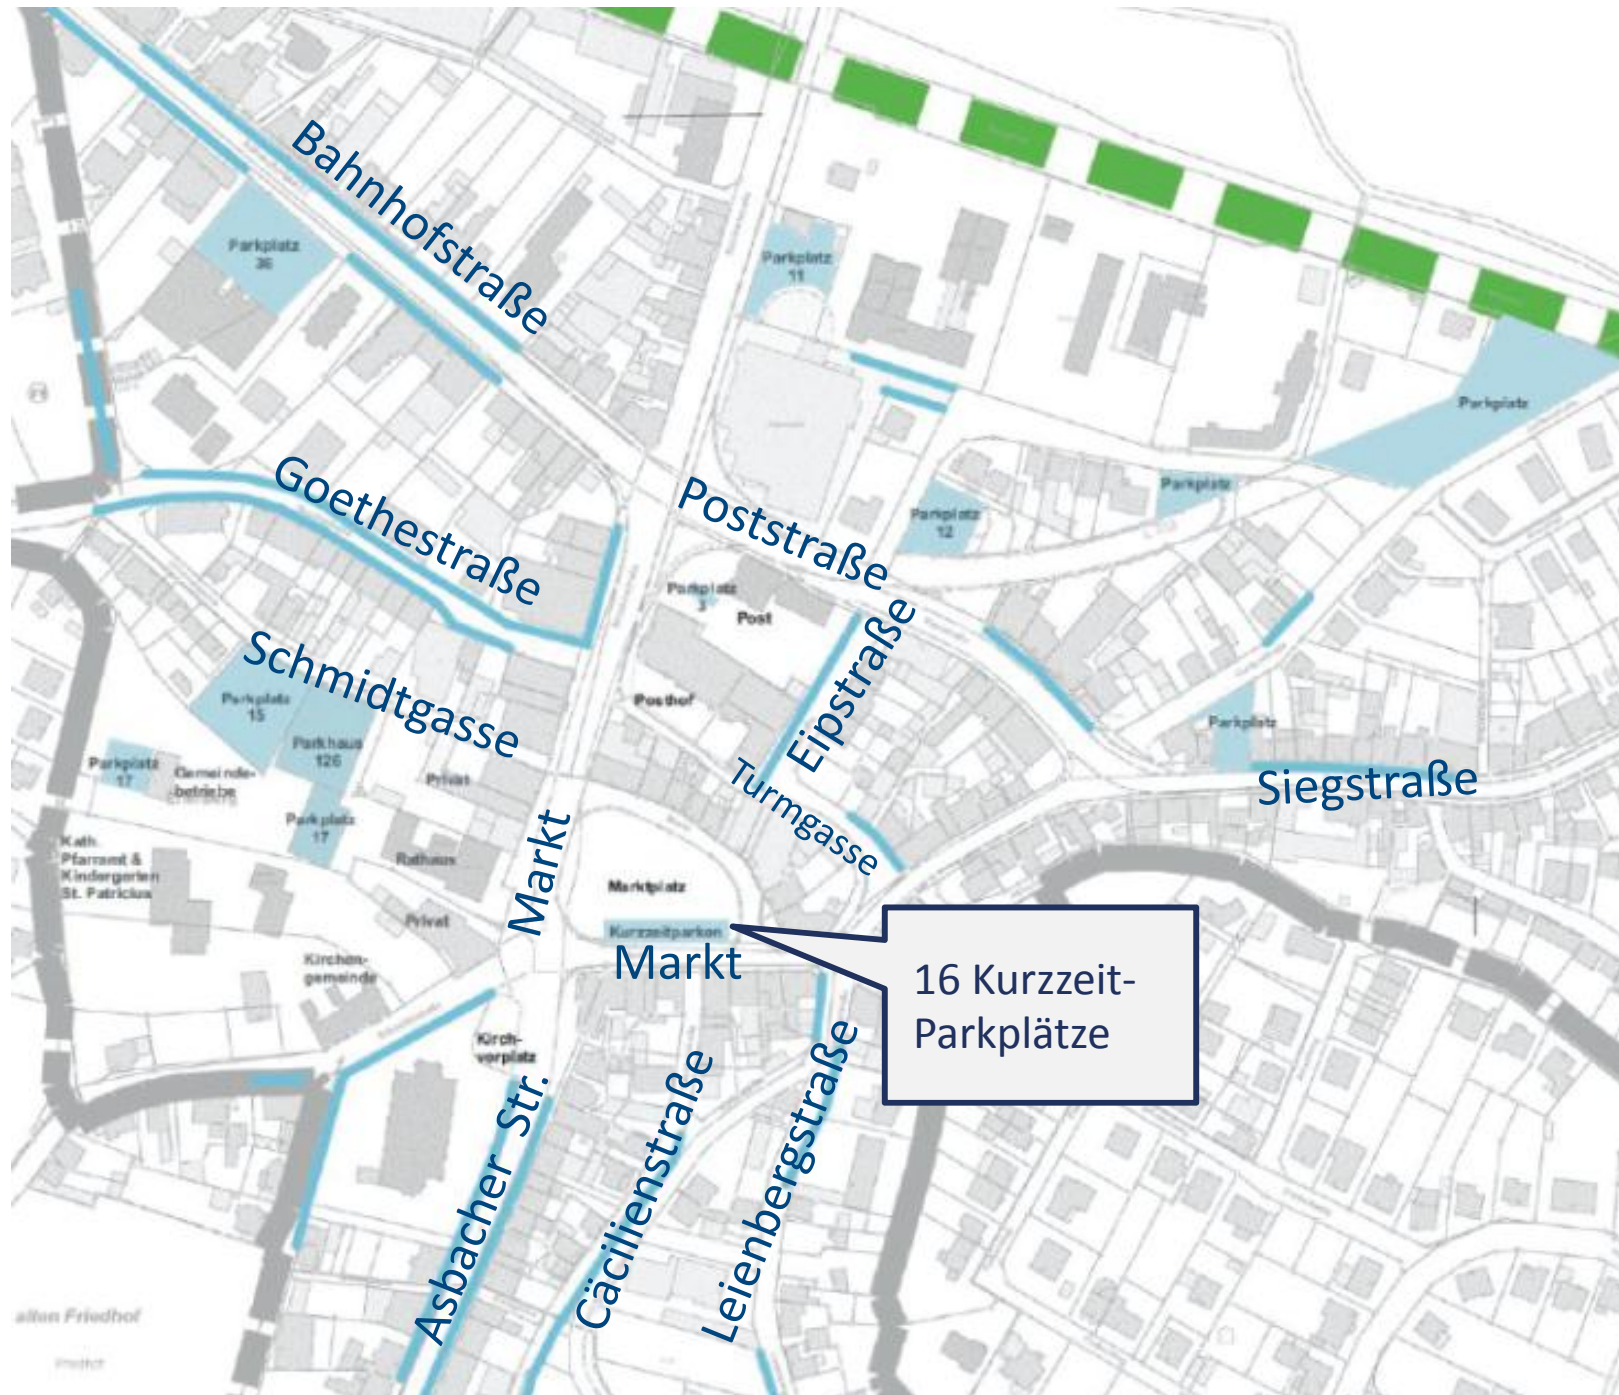 Bahnhofstraße
Parkplatz
36
Parkplatz
11
Parkplatz
Goethestraße
Poststraße
Parkplatz
12
Parkplatz
Parkplatz
3
Post
Eipstraße
Schmidtgasse
Parkplatz
15
Posthof
Parkplatz
Parkhaus
126
Parkplatz
17
Gemeinde-
betriebe
Privat
Turmgasse
Siegstraße
Parkplatz
17
Kath.
Pfarramt &
Kindergarten
St. Patricius
Rathaus
Markt
Marktplatz
Privat
Kurzzeitparken
Markt
16 Kurzzeit-
Parkplätze
Kirchen-
gemeinde
Kirch-
vorplatz
Asbacher Str.
Cäcilienstraße
Leienbergstraße
alten Friedhof